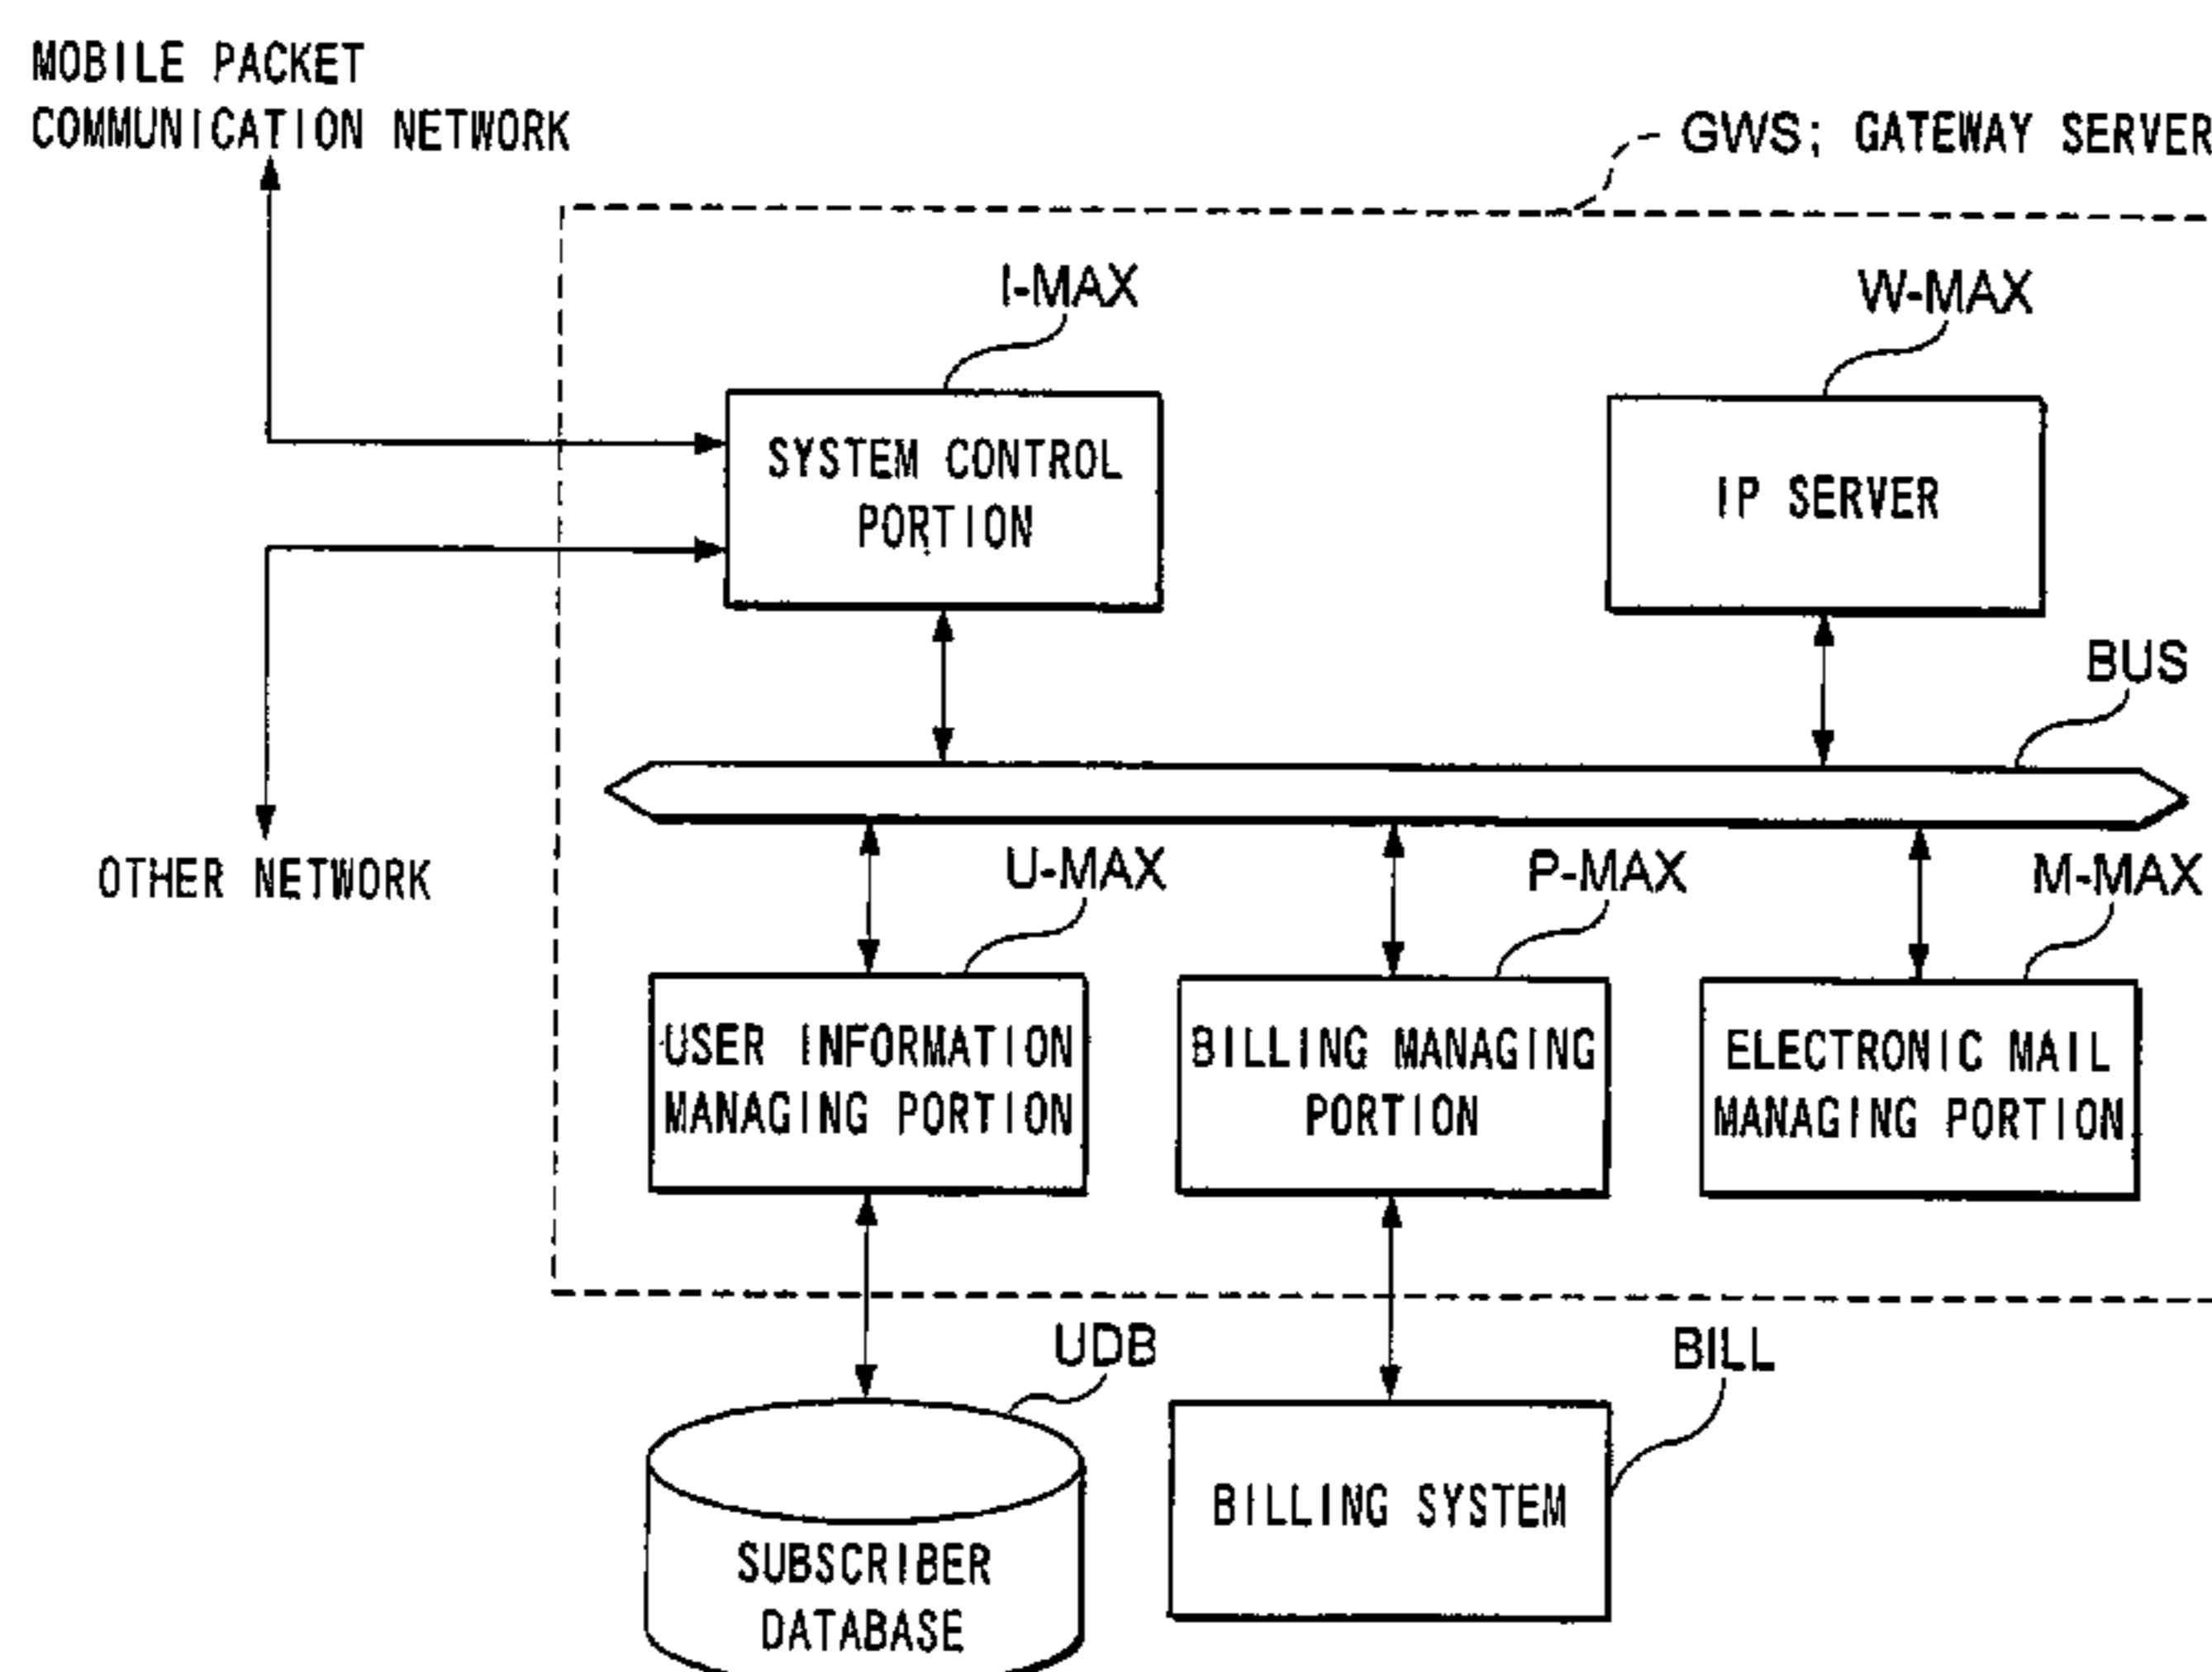 MOBILE PACKET
COMMUNICATION NETWORK
GWS; GATEWAY SERVER
I-MAX
W-MAX
SYSTEM CONTROL
PORTION
IP SERVER
BUS
OTHER NETWORK
U-MAX
P-MAX
M-MAX
USER INFORMATION
MANAGING PORTION
BILLING MANAGING
PORTION
ELECTRONIC MAIL
MANAGING PORTION
UDB
BILL
BILLING SYSTEM
SUBSCRIBER
DATABASE